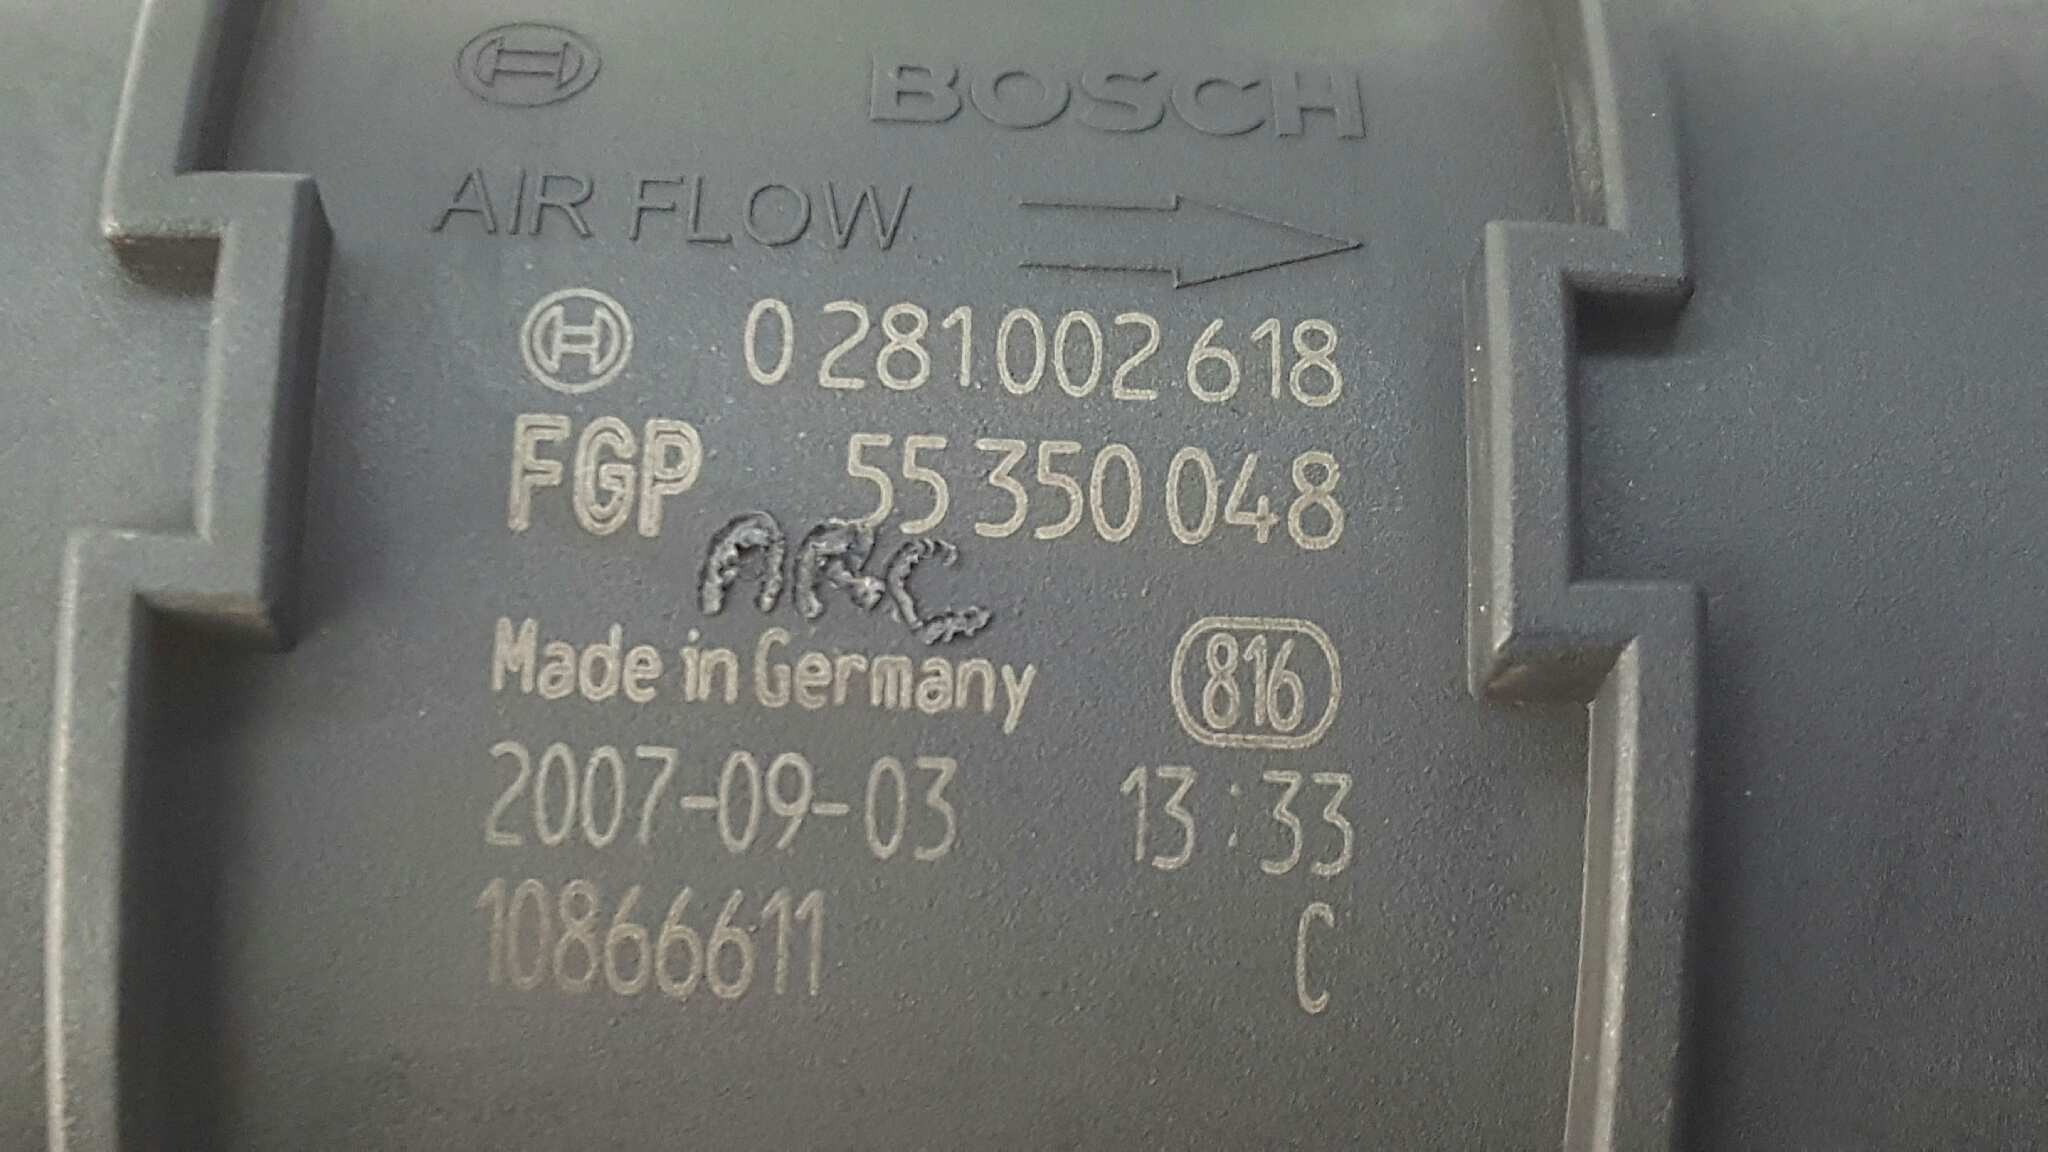 BOSCH
AIR FLOW
0 281 002 618
FGP 55 350 048
ARC
Made in Germany 816
2007-09-03 13:33
10866611 C